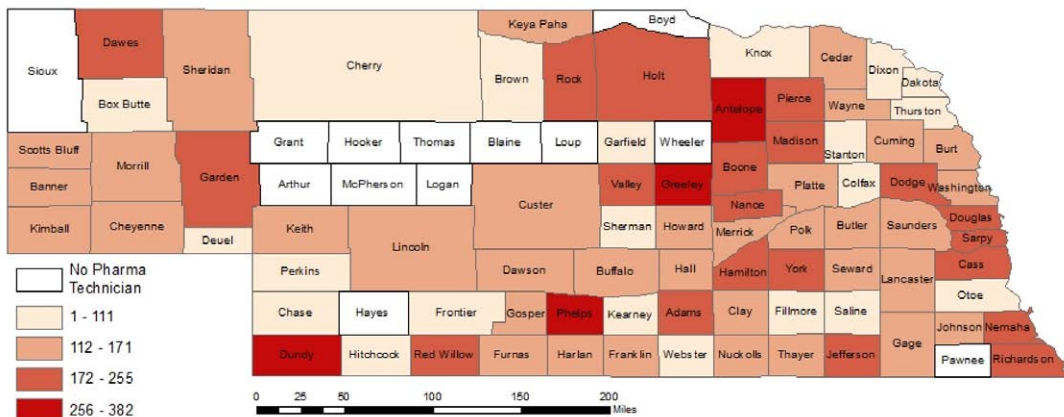 Boyd
Keya Paha
Knox
Dawes
Cedar
Sioux
Sheridan
Cherry
Dixon
Brown
Rock
Holt
Dakota
Box Butte
Pierce
Antelope
Wayne
Thurston
Scotts Bluff
Grant
Hooker
Thomas
Blaine
Loup
Garfield
Wheeler
Madison
Stanton
Cuming
Burt
Morrill
Banner
Garden
Arthur
McPherson
Logan
Valley
Greeley
Boone
Platte
Colfax
Dodge
Washington
Custer
Nance
Kimball
Cheyenne
Keith
Lincoln
Sherman
Howard
Merrick
Polk
Butler
Saunders
Douglas
Deuel
Sarpy
Perkins
Dawson
Buffalo
Hall
Hamilton
York
Seward
Lancaster
Cass
Otoe
Chase
Hayes
Frontier
Gosper
Phelps
Kearney
Adams
Clay
Fillmore
Saline
Johnson
Nemaha
Gage
Dundy
Hitchcock
Red Willow
Furnas
Harlan
Franklin
Webster
Nuckolls
Thayer
Jefferson
Pawnee
Richardson
No Pharma
Technician
1 - 111
112 - 171
172 - 255
256 - 382
0 25 50 100 150 200
Miles